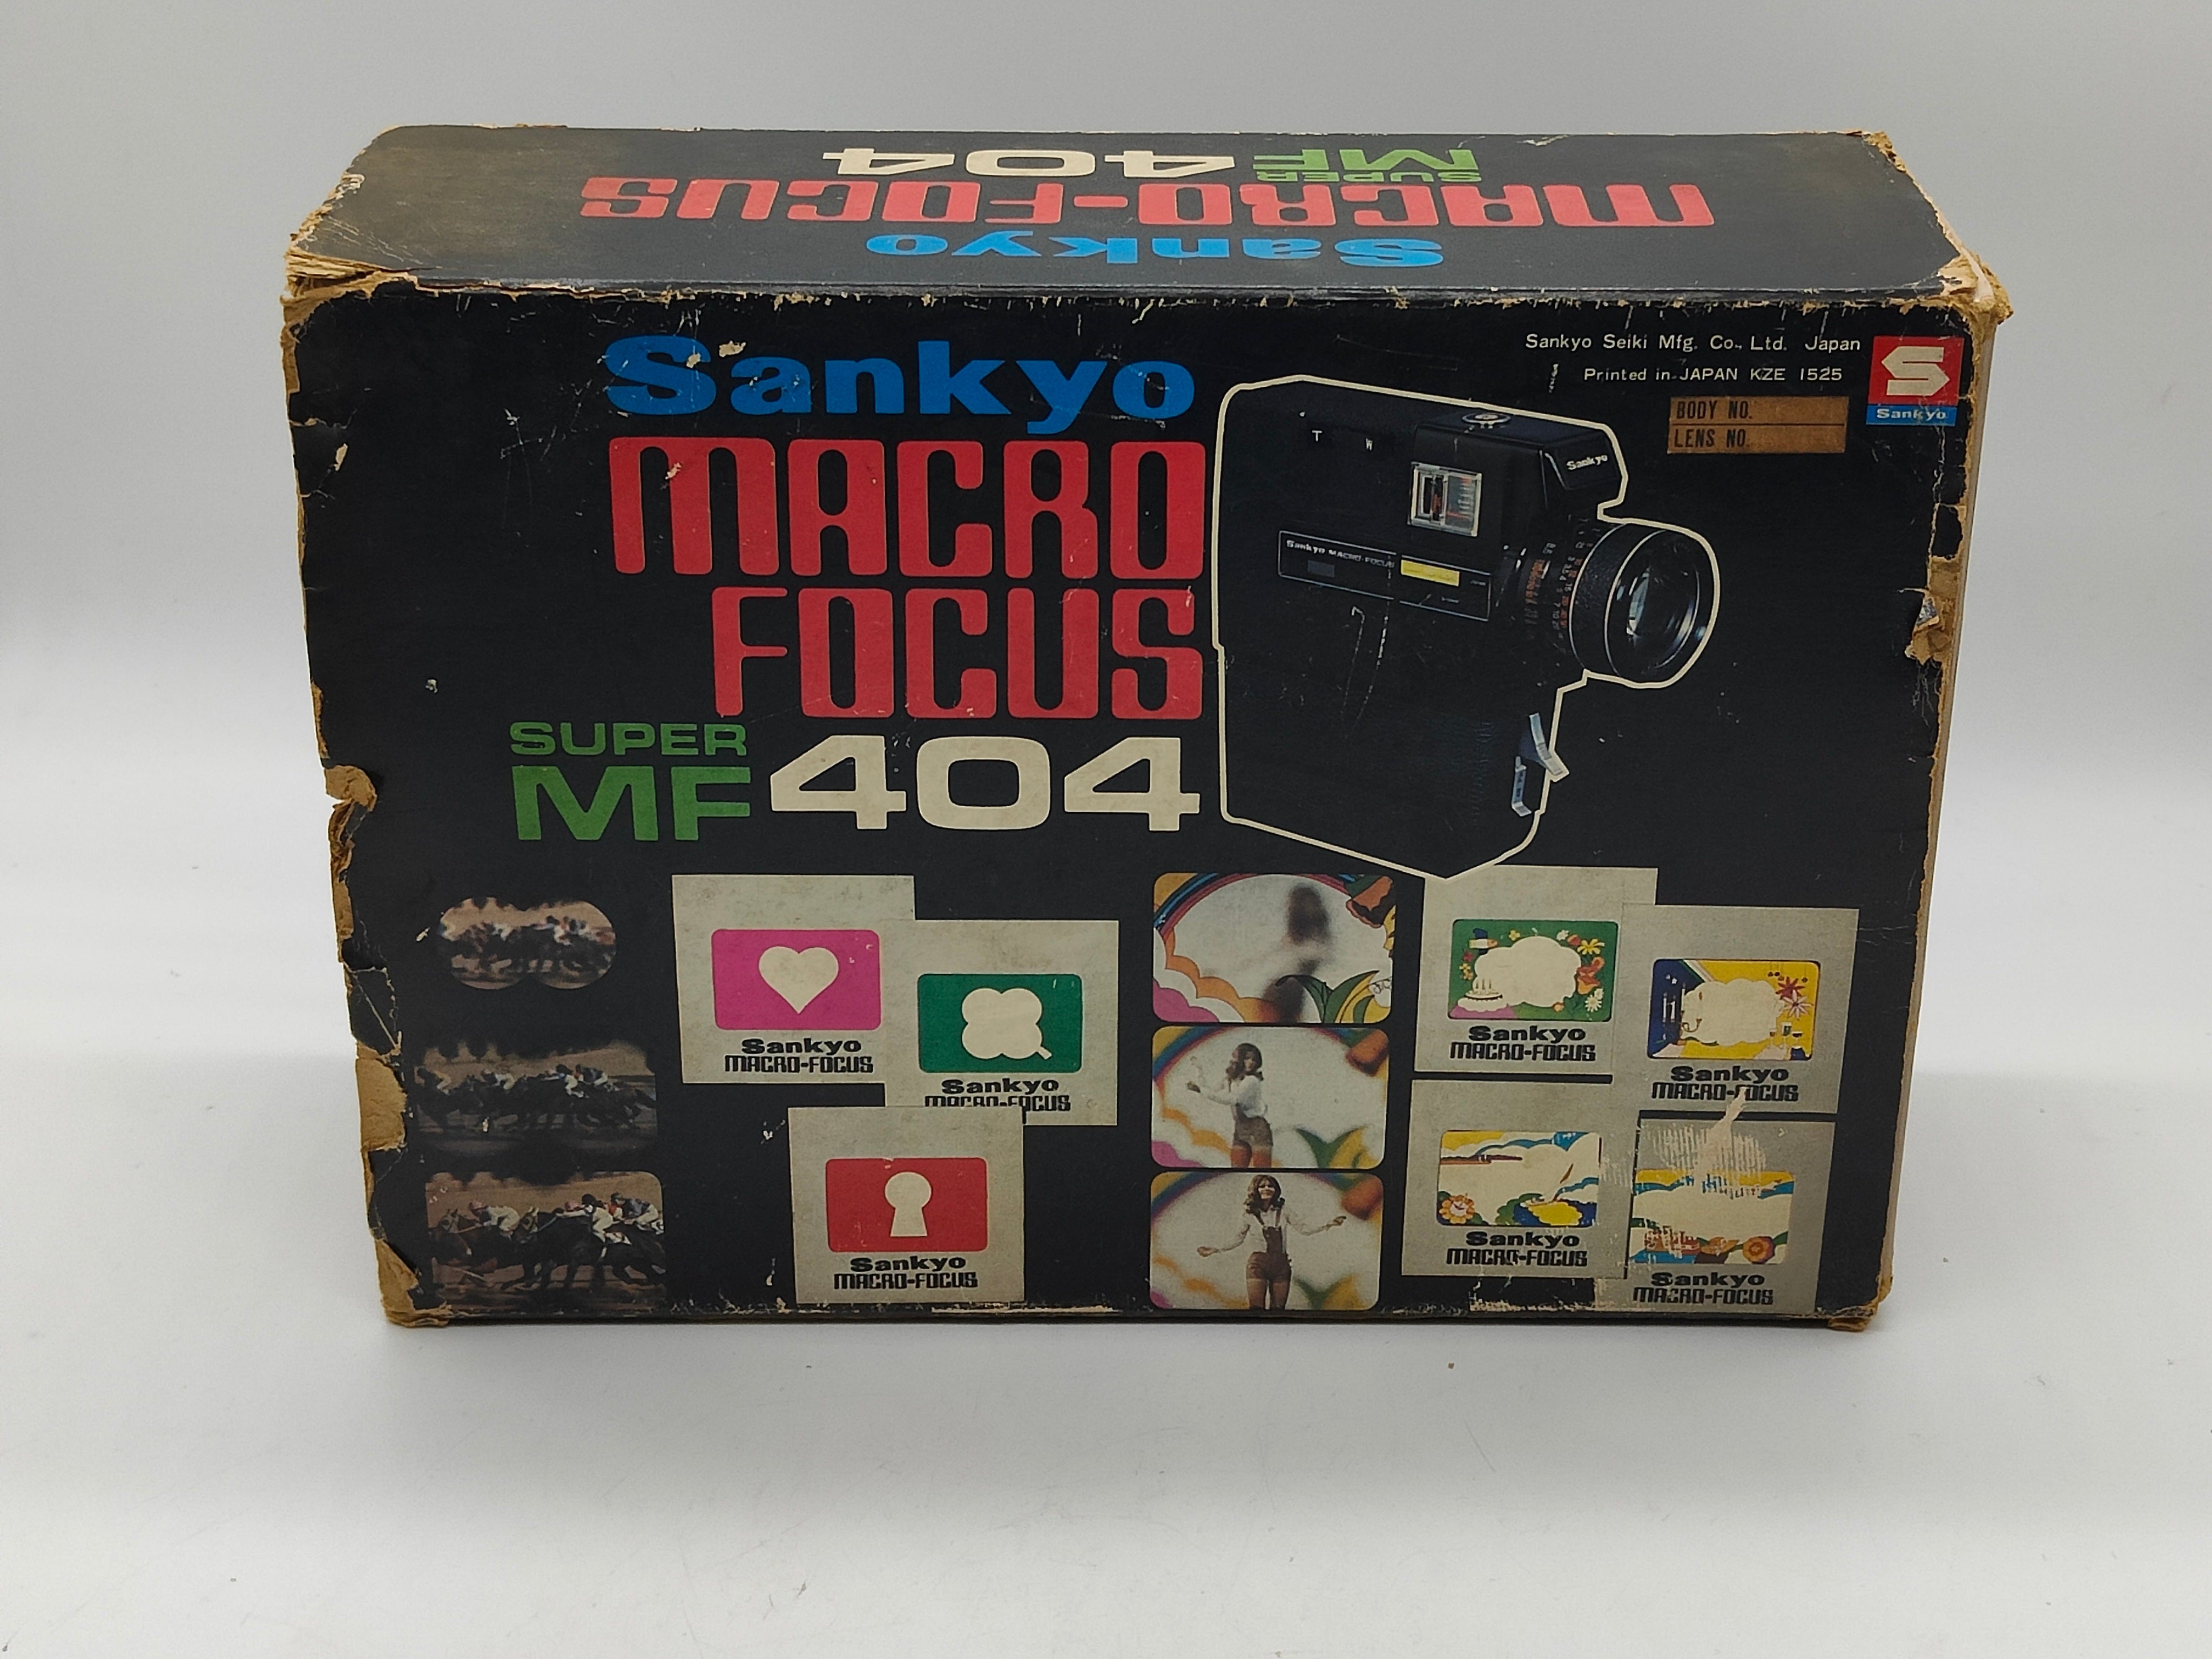 SUPER
MF 404
MACRO-FOCUS
Sankyo
Sankyo
MACRO
FOCUS
SUPER
MF 404
Sankyo Seiki Mfg. Co., Ltd. Japan
Printed in JAPAN KZE 1525
S
Sankyo
BODY NO.
LENS NO.
T W
Sankyo
Sankyo MACRO-FOCUS
Sankyo
MACRO-FOCUS
Sankyo
MACRO-FOCUS
Sankyo
MACRO-FOCUS
Sankyo
MACRO-FOCUS
Sankyo
MACRO-FOCUS
Sankyo
MACRO-FOCUS
Sankyo
MACRO-FOCUS